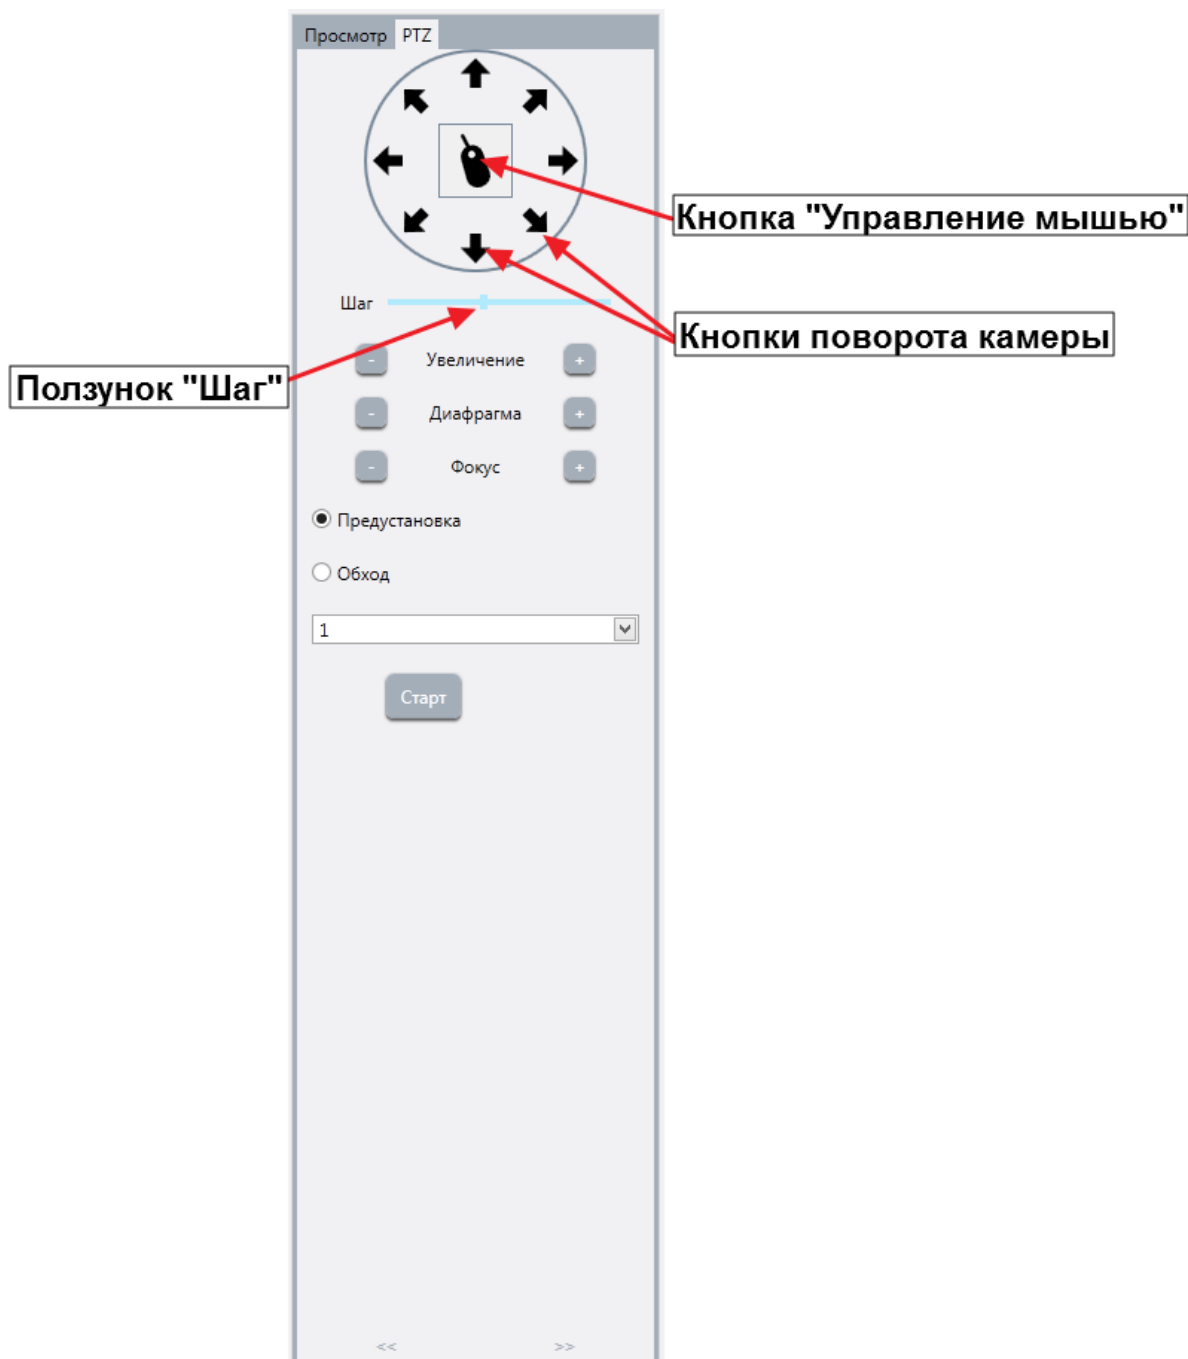 Просмотр PTZ
Кнопка "Управление мышью"
Шаг
Кнопки поворота камеры
- Увеличение +
Ползунок "Шаг"
- Диафрагма +
- Фокус +
Предустановка
Обход
1
Старт
<< >>